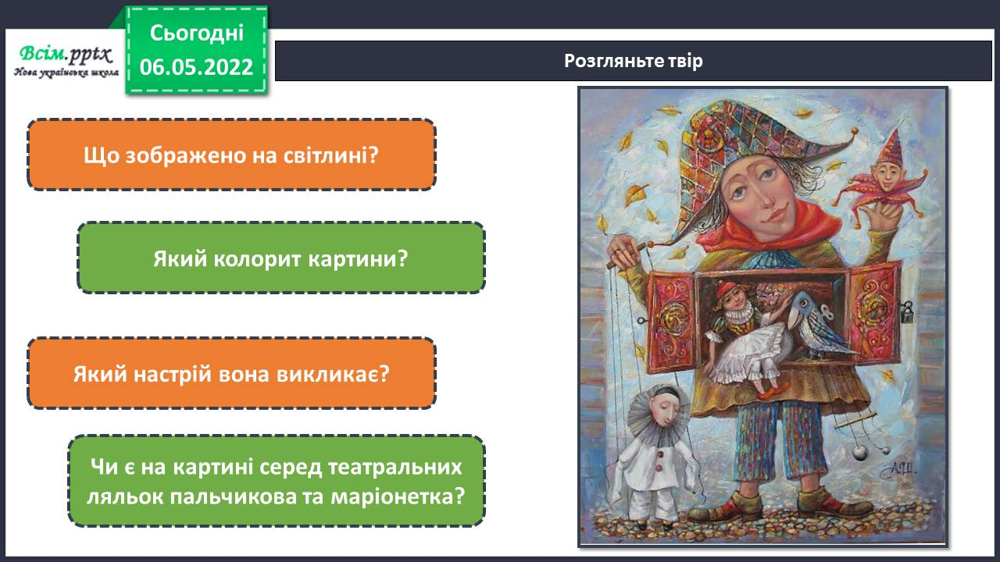 Сьогодні
06.05.2022
Всім.pptx
Нова українська школа
Розгляньте твір
Що зображено на світлині?
Який колорит картини?
Який настрій вона викликає?
Чи є на картині серед театральних
ляльок пальчикова та маріонетка?
А.Ш.